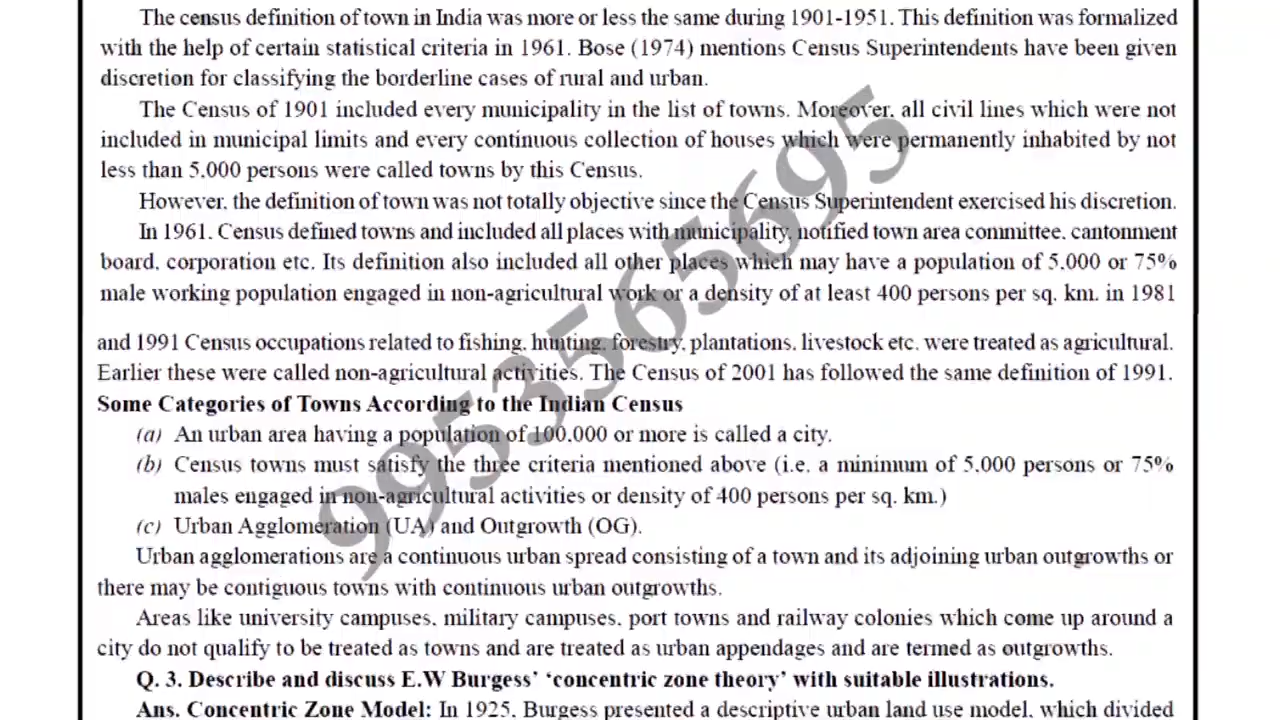 The census definition of town in India was more or less the same during 1901-1951. This definition was formalized
with the help of certain statistical criteria in 1961. Bose (1974) mentions Census Superintendents have been given
discretion for classifying the borderline cases of rural and urban.
The Census of 1901 included every municipality in the list of towns. Moreover, all civil lines which were not
included in municipal limits and every continuous collection of houses which were permanently inhabited by not
less than 5,000 persons were called towns by this Census.
However, the definition of town was not totally objective since the Census Superintendent exercised his discretion.
In 1961, Census defined towns and included all places with municipality, notified town area committee, cantonment
board, corporation etc. Its definition also included all other places which may have a population of 5,000 or 75%
male working population engaged in non-agricultural work or a density of at least 400 persons per sq. km. in 1981
and 1991 Census occupations related to fishing, hunting, forestry, plantations, livestock etc. were treated as agricultural.
Earlier these were called non-agricultural activities. The Census of 2001 has followed the same definition of 1991.
Some Categories of Towns According to the Indian Census
(a) An urban area having a population of 100,000 or more is called a city.
(b) Census towns must satisfy the three criteria mentioned above (i.e. a minimum of 5,000 persons or 75%
males engaged in non-agricultural activities or density of 400 persons per sq. km.)
(c) Urban Agglomeration (UA) and Outgrowth (OG).
Urban agglomerations are a continuous urban spread consisting of a town and its adjoining urban outgrowths or
there may be contiguous towns with continuous urban outgrowths.
Areas like university campuses, military campuses, port towns and railway colonies which come up around a
city do not qualify to be treated as towns and are treated as urban appendages and are termed as outgrowths.
Q. 3. Describe and discuss E.W Burgess' 'concentric zone theory' with suitable illustrations.
Ans. Concentric Zone Model: In 1925, Burgess presented a descriptive urban land use model, which divided
9953565695